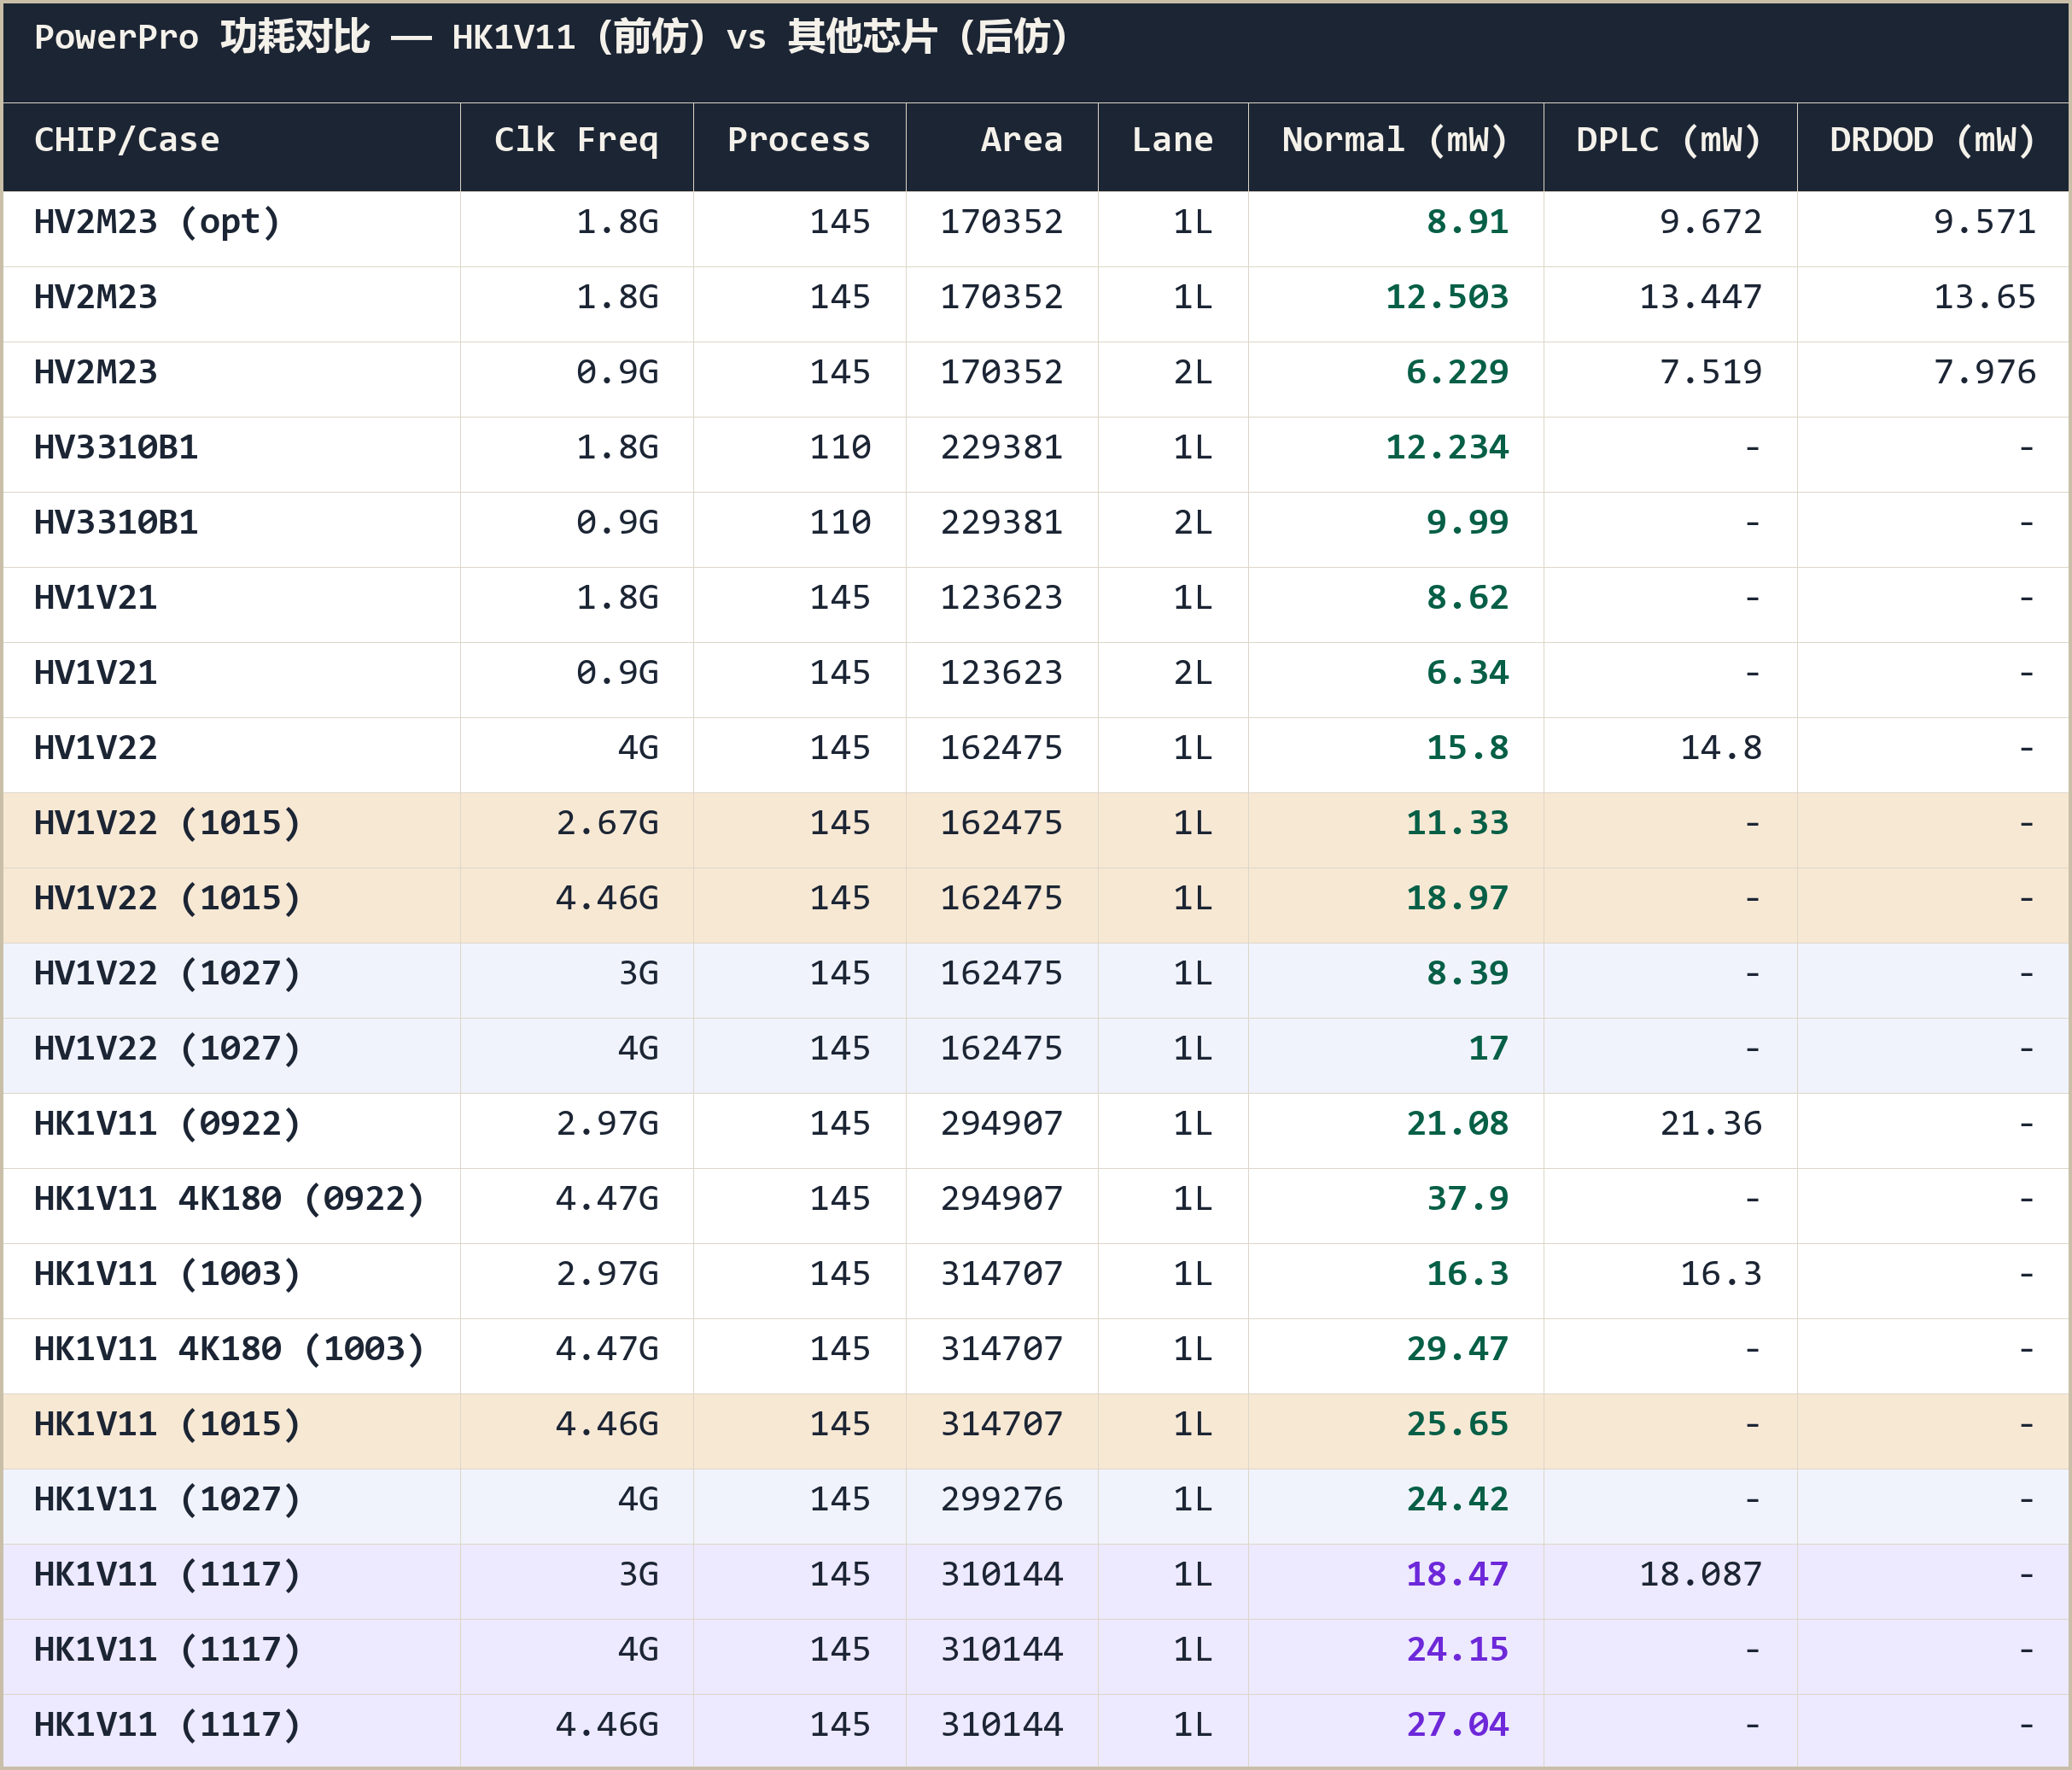 PowerPro 功耗对比 —— HK1V11 (前仿) vs 其他芯片 (后仿)
CHIP/Case Clk Freq Process Area Lane Normal (mW) DPLC (mW) DRDOD (mW)
HV2M23 (opt) 1.8G 145 170352 1L 8.91 9.672 9.571
HV2M23 1.8G 145 170352 1L 12.503 13.447 13.65
HV2M23 0.9G 145 170352 2L 6.229 7.519 7.976
HV3310B1 1.8G 110 229381 1L 12.234 - -
HV3310B1 0.9G 110 229381 2L 9.99 - -
HV1V21 1.8G 145 123623 1L 8.62 - -
HV1V21 0.9G 145 123623 2L 6.34 - -
HV1V22 4G 145 162475 1L 15.8 14.8 -
HV1V22 (1015) 2.67G 145 162475 1L 11.33 - -
HV1V22 (1015) 4.46G 145 162475 1L 18.97 - -
HV1V22 (1027) 3G 145 162475 1L 8.39 - -
HV1V22 (1027) 4G 145 162475 1L 17 - -
HK1V11 (0922) 2.97G 145 294907 1L 21.08 21.36 -
HK1V11 4K180 (0922) 4.47G 145 294907 1L 37.9 - -
HK1V11 (1003) 2.97G 145 314707 1L 16.3 16.3 -
HK1V11 4K180 (1003) 4.47G 145 314707 1L 29.47 - -
HK1V11 (1015) 4.46G 145 314707 1L 25.65 - -
HK1V11 (1027) 4G 145 299276 1L 24.42 - -
HK1V11 (1117) 3G 145 310144 1L 18.47 18.087 -
HK1V11 (1117) 4G 145 310144 1L 24.15 - -
HK1V11 (1117) 4.46G 145 310144 1L 27.04 - -